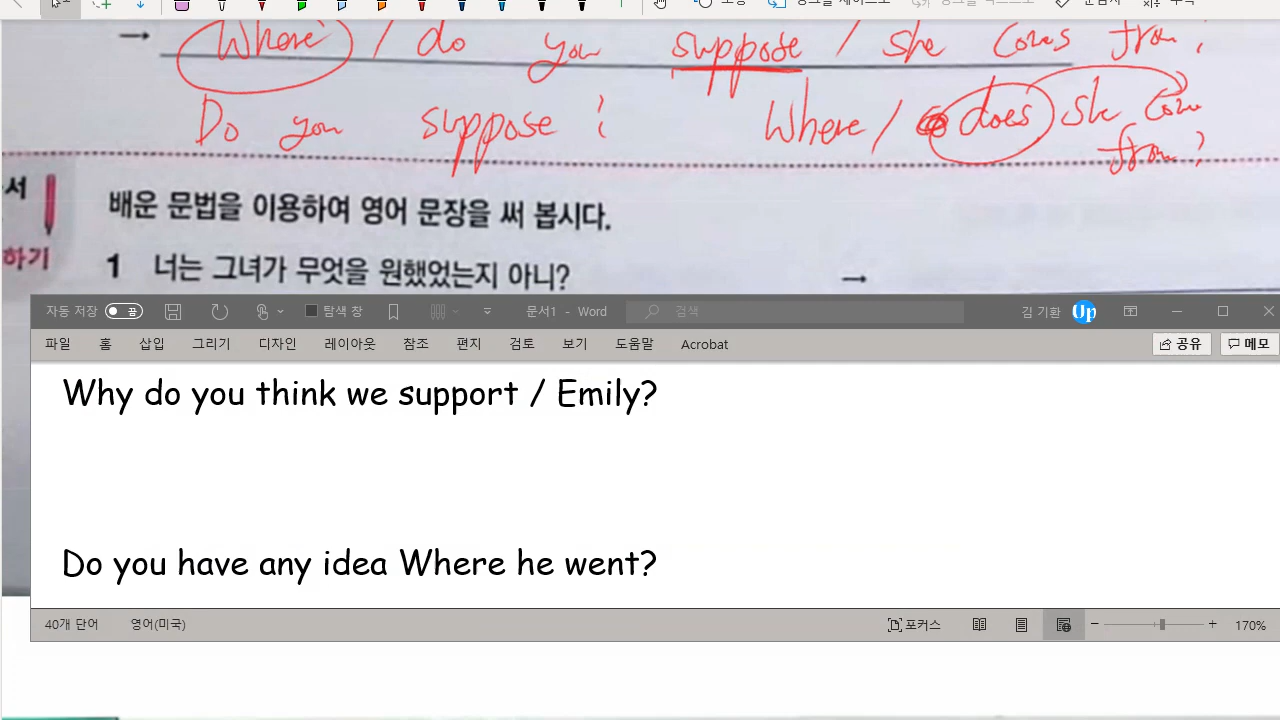 → Where / do you suppose / she comes from?
Do you suppose? Where / does she come
from?
서
배운 문법을 이용하여 영어 문장을 써 봅시다.
하기
1 너는 그녀가 무엇을 원했었는지 아니? →
자동 저장 끔 탐색 창 문서1 - Word 검색 김 기환 Up
파일 홈 삽입 그리기 디자인 레이아웃 참조 편지 검토 보기 도움말 Acrobat 공유 메모
Why do you think we support / Emily?
Do you have any idea Where he went?
40개 단어 영어(미국) 포커스 - + 170%